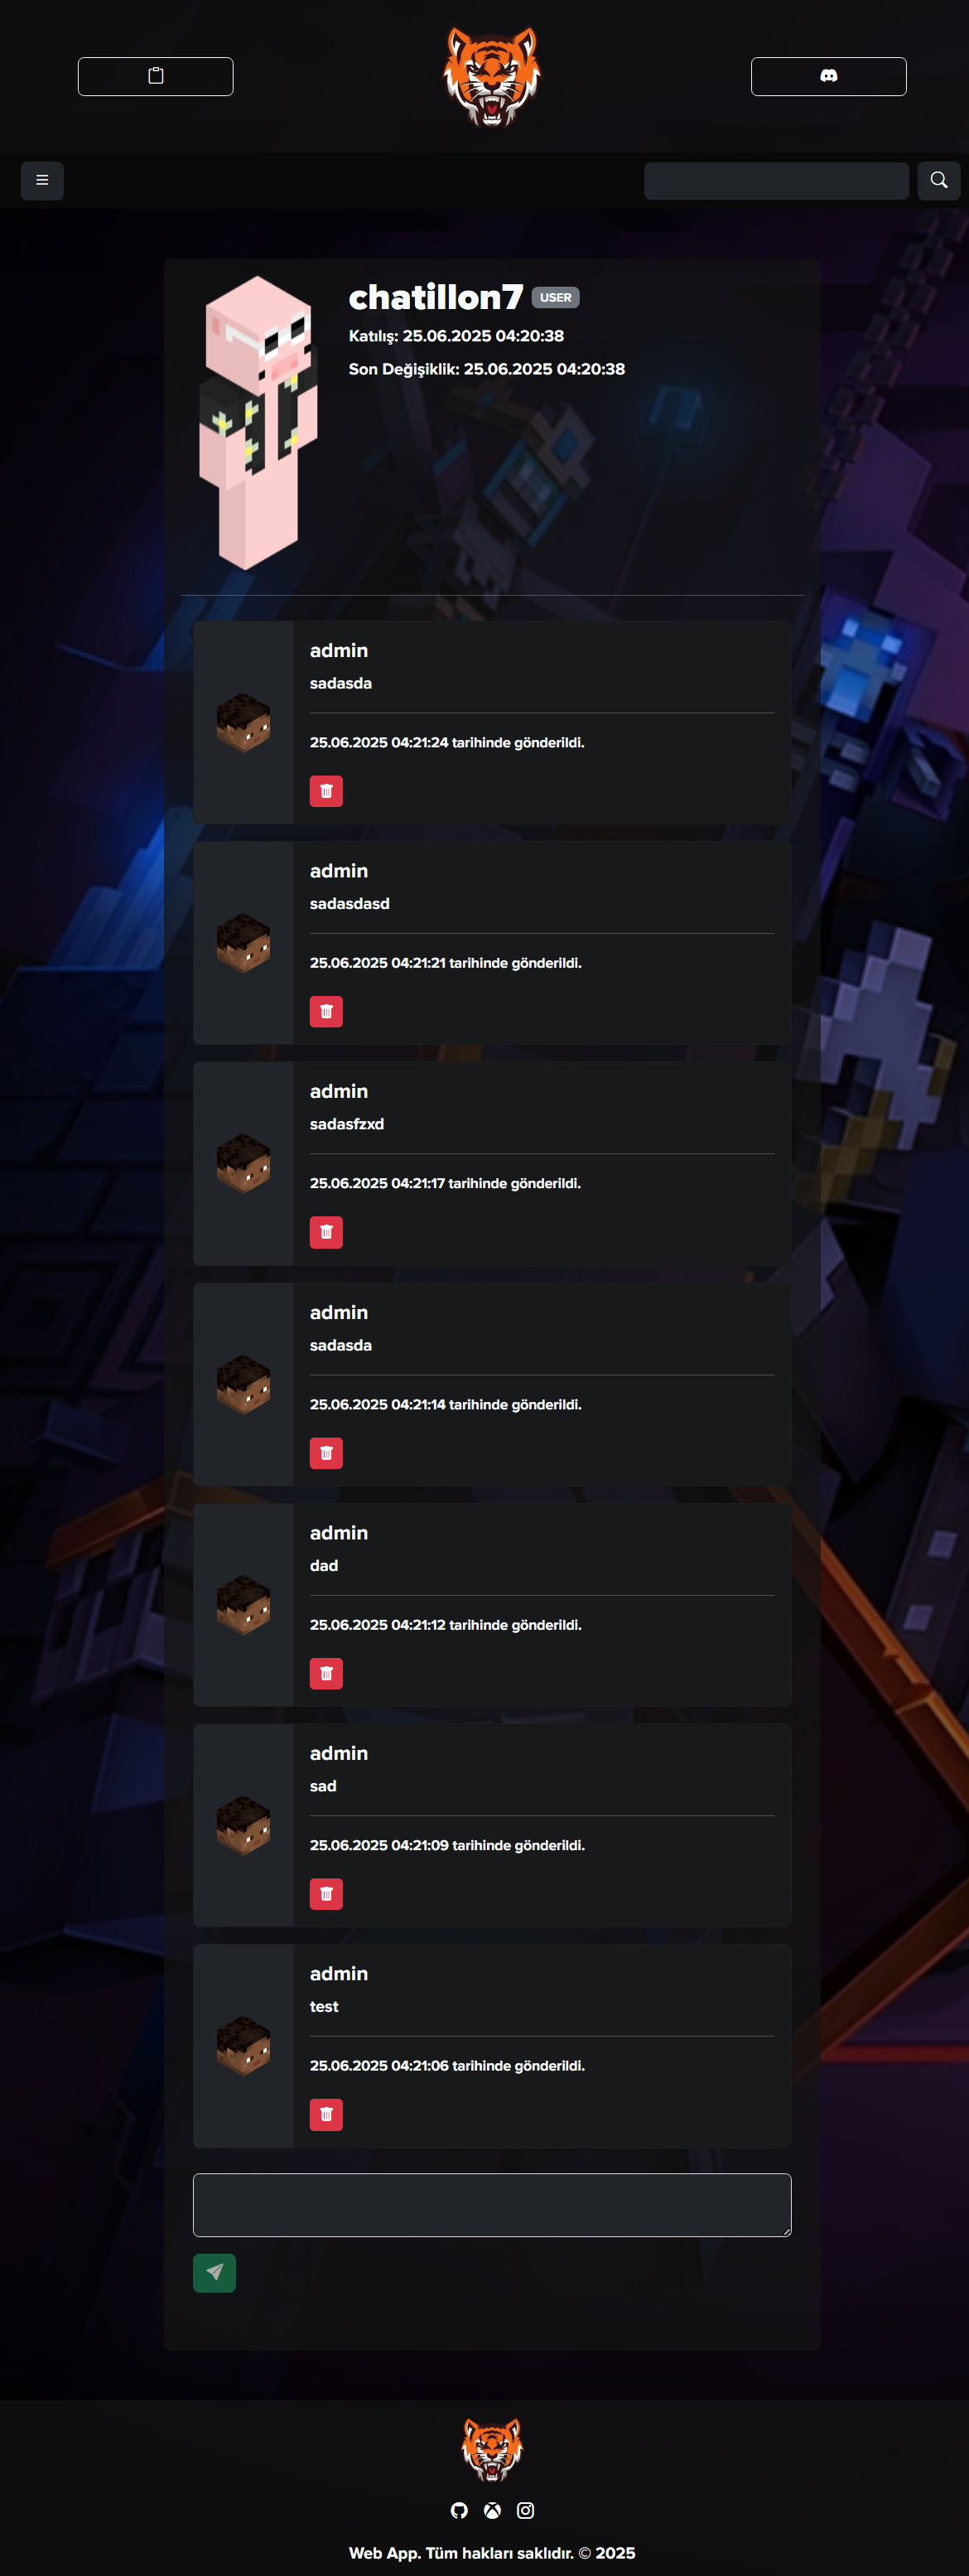 chatillon7 USER
Katılış: 25.06.2025 04:20:38
Son Değişiklik: 25.06.2025 04:20:38
admin
sadasda
25.06.2025 04:21:24 tarihinde gönderildi.
admin
sadasdasd
25.06.2025 04:21:21 tarihinde gönderildi.
admin
sadasfzxd
25.06.2025 04:21:17 tarihinde gönderildi.
admin
sadasda
25.06.2025 04:21:14 tarihinde gönderildi.
admin
dad
25.06.2025 04:21:12 tarihinde gönderildi.
admin
sad
25.06.2025 04:21:09 tarihinde gönderildi.
admin
test
25.06.2025 04:21:06 tarihinde gönderildi.
Web App. Tüm hakları saklıdır. © 2025